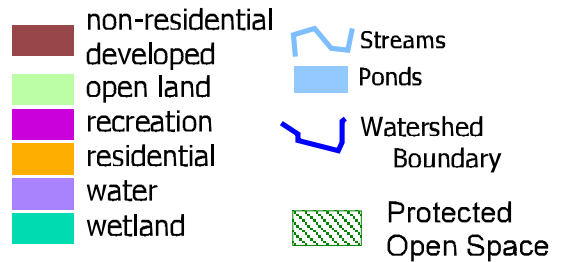 non-residential
developed
open land
recreation
residential
water
wetland
Streams
Ponds
Watershed
Boundary
Protected
Open Space